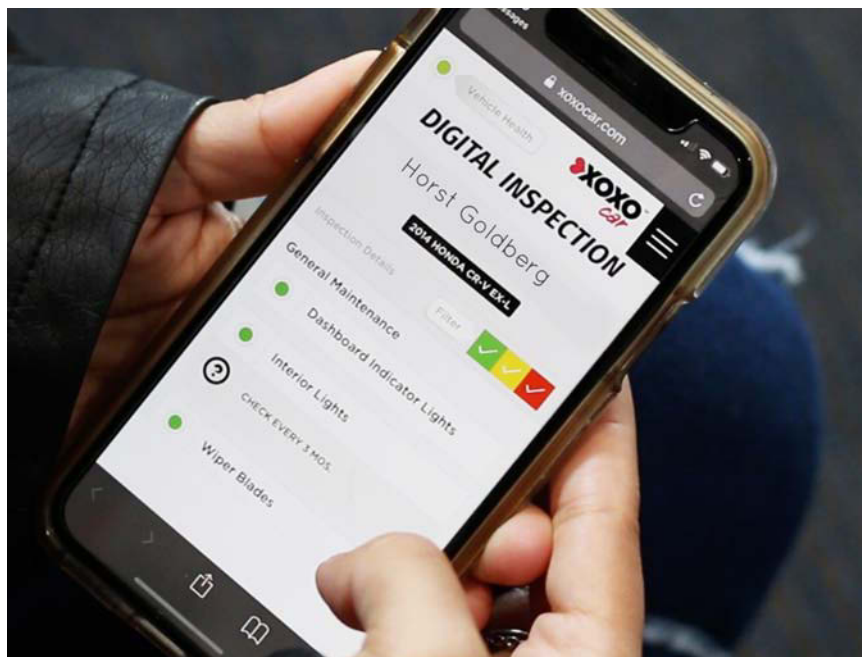 ssages
xoxocar.com
Vehicle Health
XOXO
car
DIGITAL INSPECTION
Horst Goldberg
2014 HONDA CR-V EX-L
Inspection Details
Filter
General Maintenance
Dashboard Indicator Lights
Interior Lights
CHECK EVERY 3 MOS.
Wiper Blades